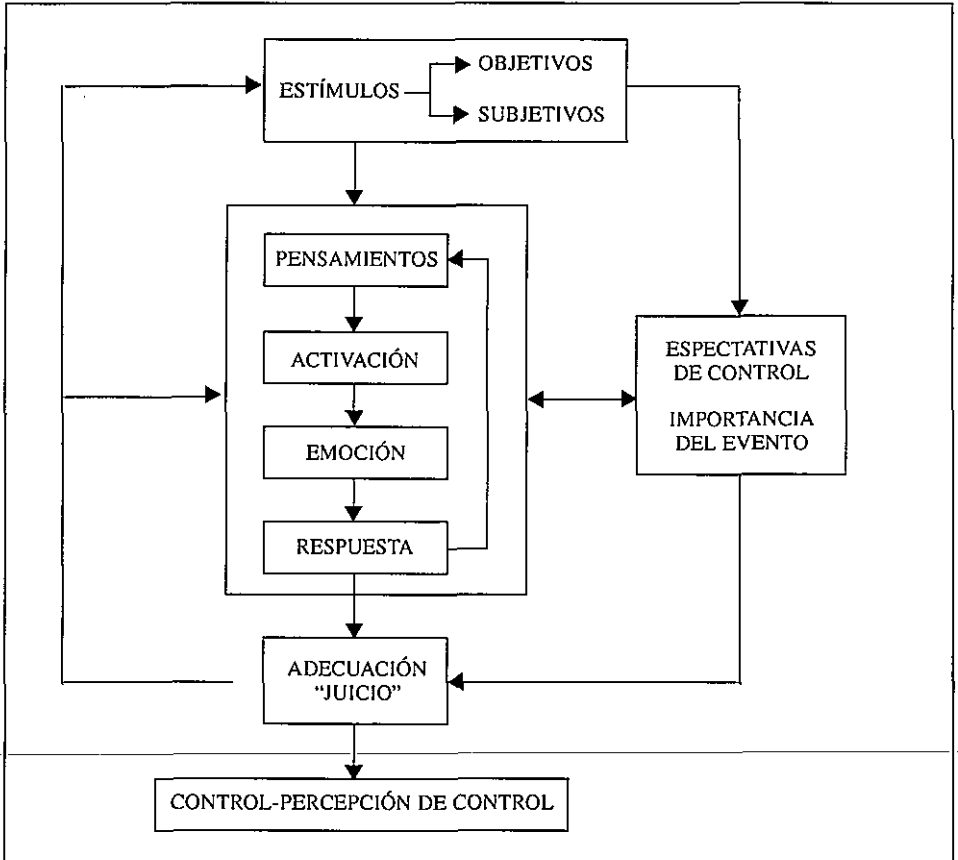 OBJETIVOS
ESTÍMULOS
SUBJETIVOS
PENSAMIENTOS
ACTIVACIÓN
EMOCIÓN
RESPUESTA
ESPECTATIVAS
DE CONTROL
IMPORTANCIA
DEL EVENTO
ADECUACIÓN
“JUICIO”
CONTROL-PERCEPCIÓN DE CONTROL